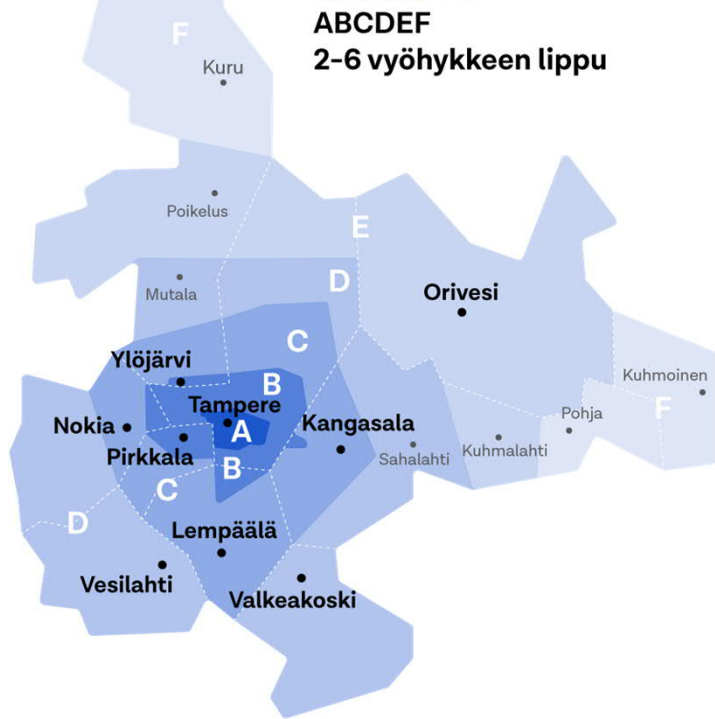 ABCDEF
2-6 vyöhykkeen lippu
F
Kuru
Poikelus
E
D
Mutala
Orivesi
C
Ylöjärvi
B
Kuhmoinen
Tampere
F
Nokia
A
Kangasala
Pohja
Pirkkala
B
Sahalahti
Kuhmalahti
C
D
Lempäälä
Vesilahti
Valkeakoski